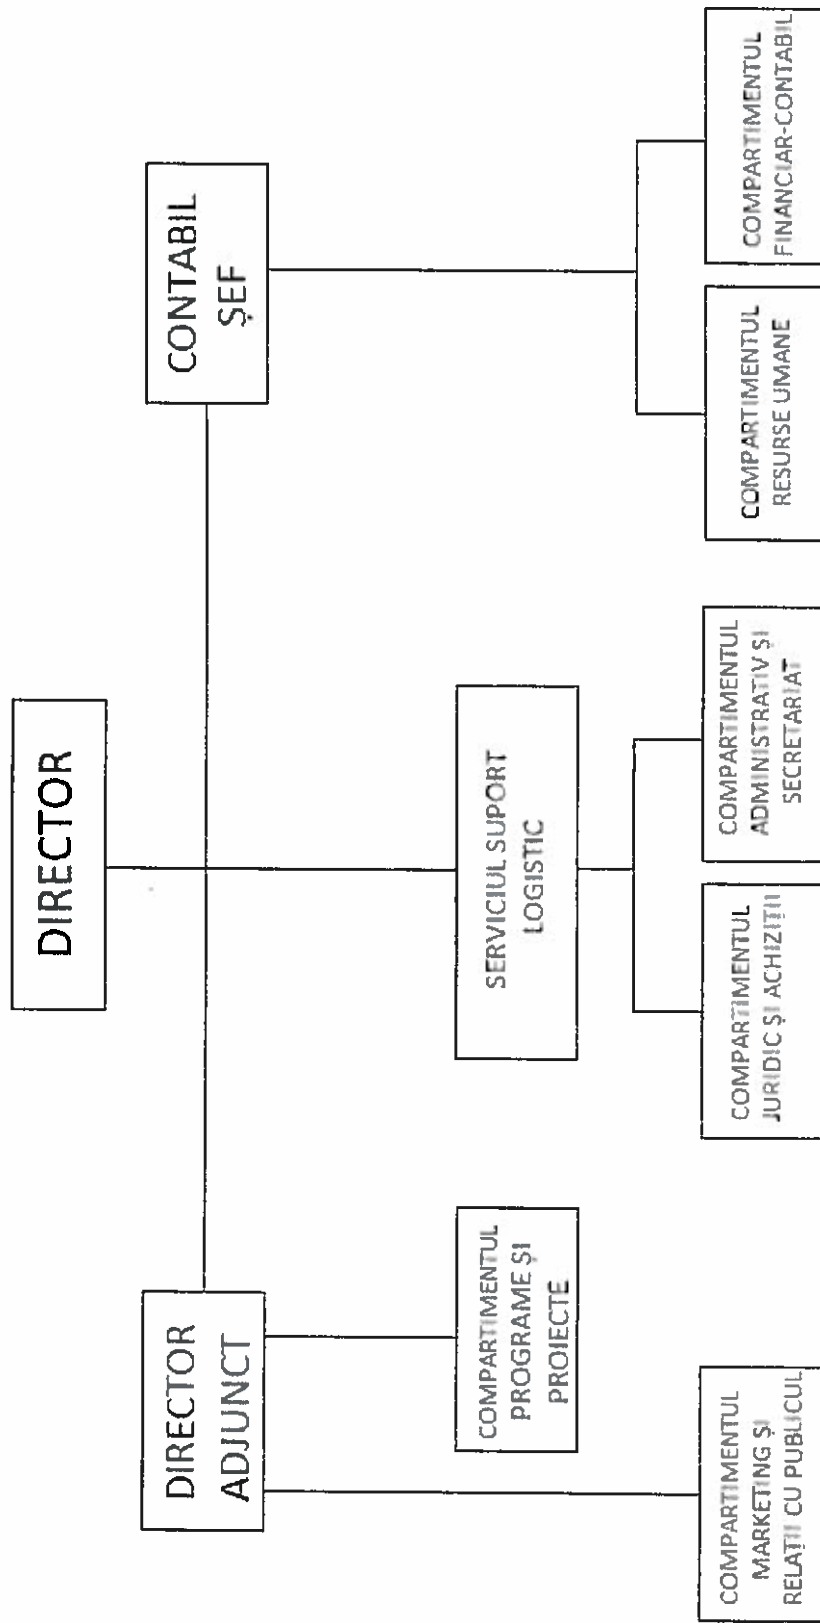 DIRECTOR
DIRECTOR
ADJUNCT
CONTABIL
ȘEF
COMPARTIMENTUL
PROGRAME ȘI
PROIECTE
SERVICIUL SUPORT
LOGISTIC
COMPARTIMENTUL
MARKETING ȘI
RELAȚII CU PUBLICUL
COMPARTIMENTUL
JURIDIC ȘI ACHIZIȚII
COMPARTIMENTUL
ADMINISTRATIV ȘI
SECRETARIAT
COMPARTIMENTUL
RESURSE UMANE
COMPARTIMENTUL
FINANCIAR-CONTABIL